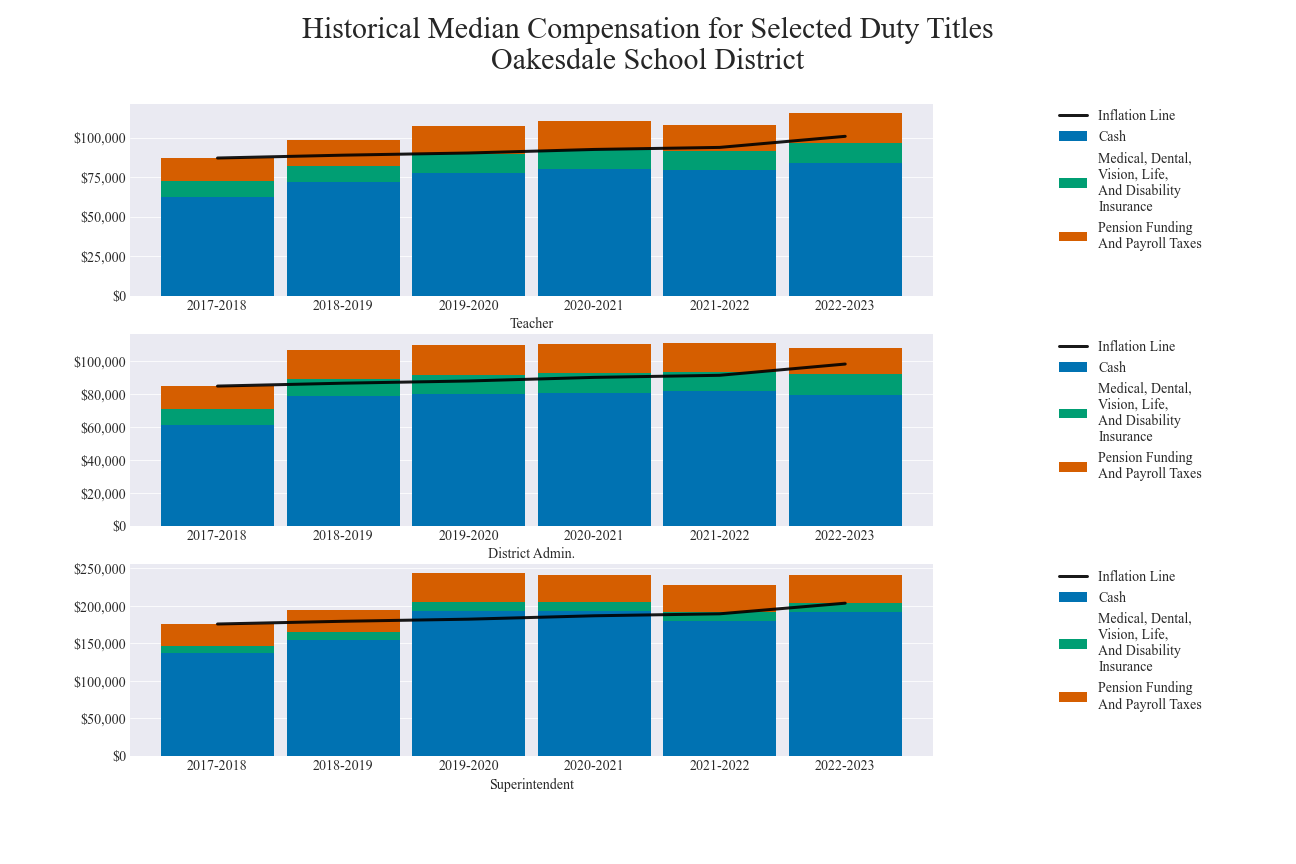 Historical Median Compensation for Selected Duty Titles
Oakesdale School District
$100,000
$75,000
$50,000
$25,000
$0
2017-2018 2018-2019 2019-2020 2020-2021 2021-2022 2022-2023
Teacher
Inflation Line
Cash
Medical, Dental,
Vision, Life,
And Disability
Insurance
Pension Funding
And Payroll Taxes
$100,000
$80,000
$60,000
$40,000
$20,000
$0
2017-2018 2018-2019 2019-2020 2020-2021 2021-2022 2022-2023
District Admin.
Inflation Line
Cash
Medical, Dental,
Vision, Life,
And Disability
Insurance
Pension Funding
And Payroll Taxes
$250,000
$200,000
$150,000
$100,000
$50,000
$0
2017-2018 2018-2019 2019-2020 2020-2021 2021-2022 2022-2023
Superintendent
Inflation Line
Cash
Medical, Dental,
Vision, Life,
And Disability
Insurance
Pension Funding
And Payroll Taxes